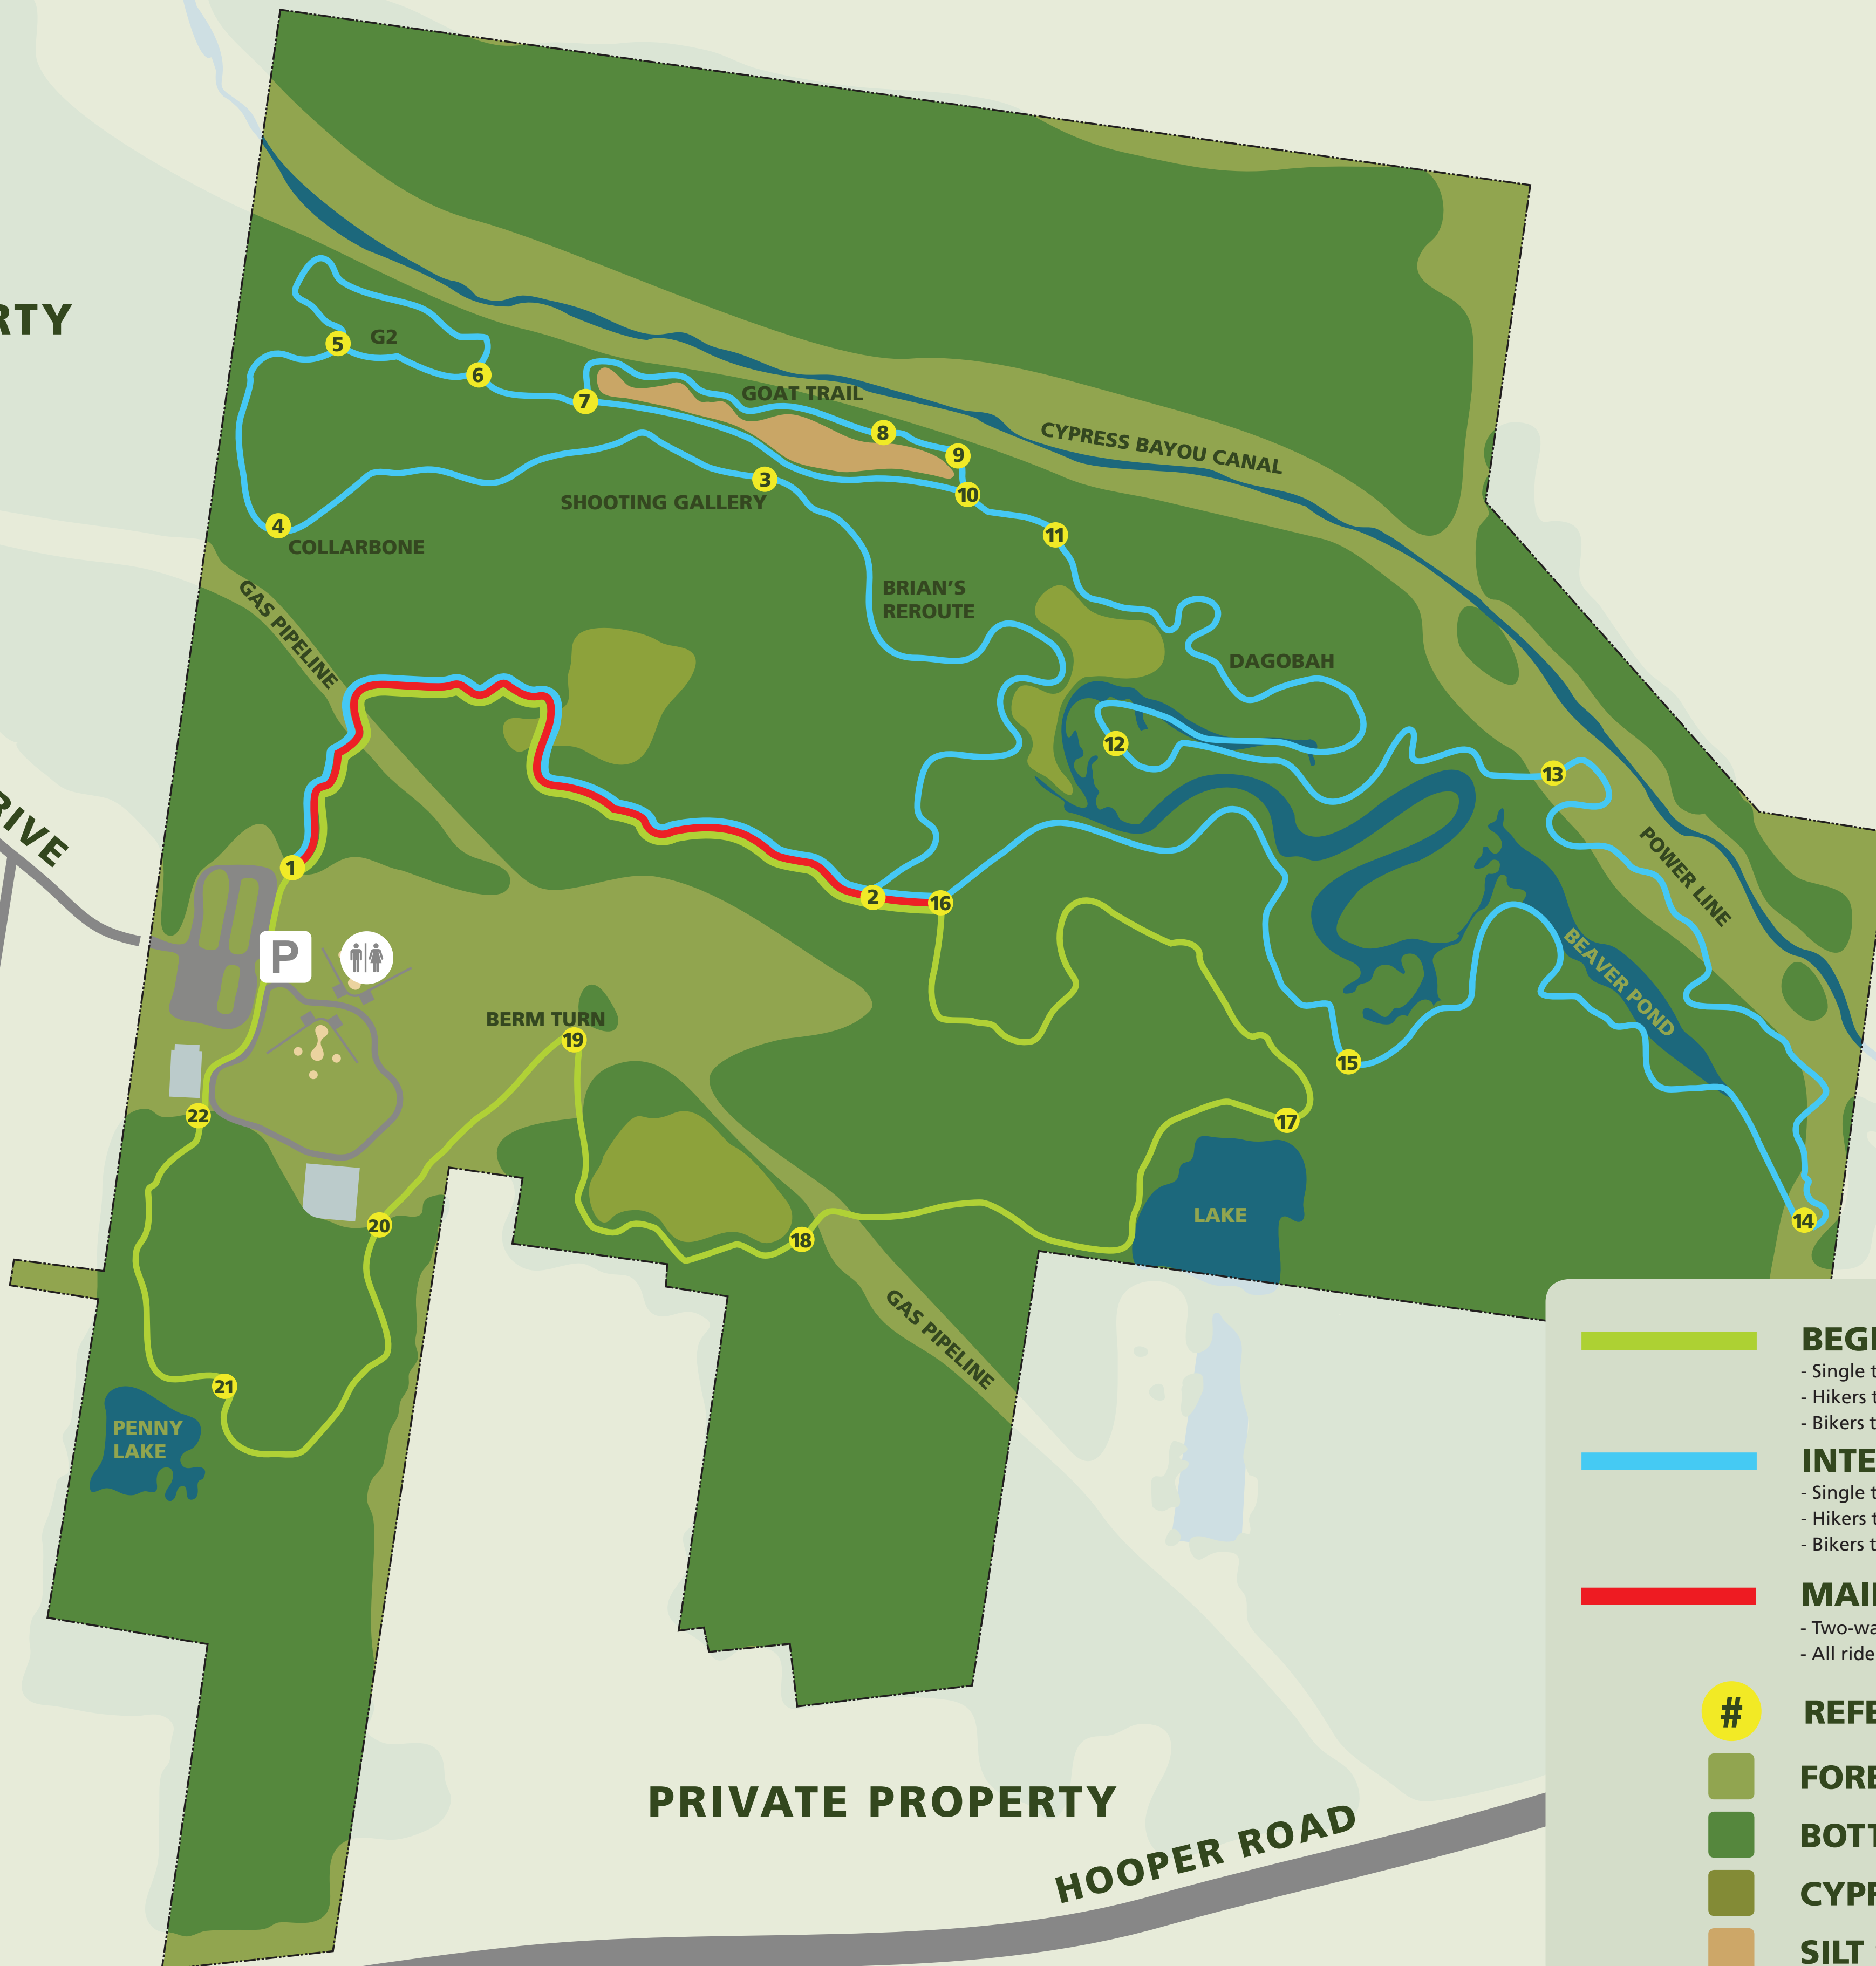 RTY
G2
5
6
7
GOAT TRAIL
8
9
CYPRESS BAYOU CANAL
3
10
SHOOTING GALLERY
4
11
COLLARBONE
GAS PIPELINE
BRIAN'S
REROUTE
DAGOBAH
12
13
RIVE
POWER LINE
1
2
16
P
BEAVER POND
BERM TURN
19
15
22
17
LAKE
20
18
14
GAS PIPELINE
21
PENNY
LAKE
BEGI
- Single t
- Hikers t
- Bikers t
INTE
- Single t
- Hikers t
- Bikers t
MAI
- Two-wa
- All ride
# REFE
FORE
BOTT
CYPR
SILT
PRIVATE PROPERTY
HOOPER ROAD